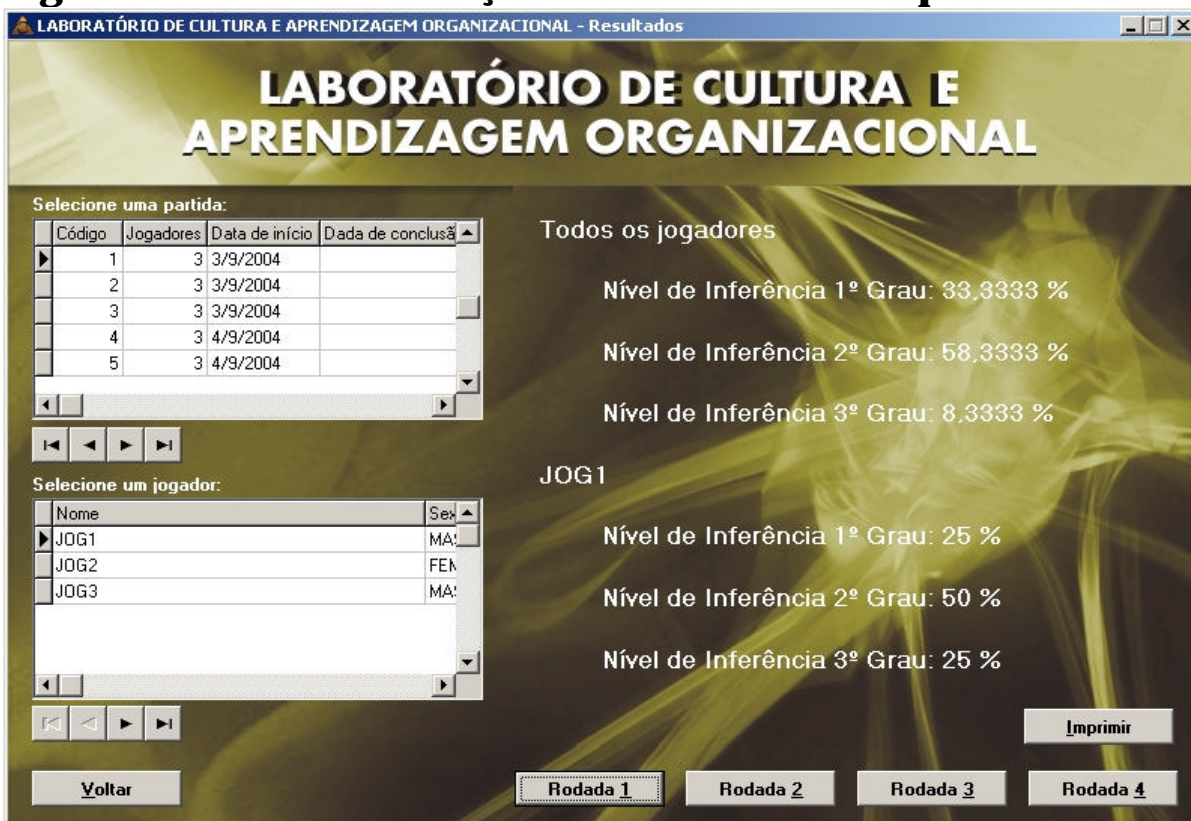 LABORATÓRIO DE CULTURA E APRENDIZAGEM ORGANIZACIONAL - Resultados
LABORATÓRIO DE CULTURA E
APRENDIZAGEM ORGANIZACIONAL
Selecione uma partida:
Código Jogadores Data de início Dada de conclusã
1 3 3/9/2004
2 3 3/9/2004
3 3 3/9/2004
4 3 4/9/2004
5 3 4/9/2004
Selecione um jogador:
Nome Sex
JOG1 MAS
JOG2 FEM
JOG3 MAS
Todos os jogadores
Nível de Inferência 1º Grau: 33,3333 %
Nível de Inferência 2º Grau: 58,3333 %
Nível de Inferência 3º Grau: 8,3333 %
JOG1
Nível de Inferência 1º Grau: 25 %
Nível de Inferência 2º Grau: 50 %
Nível de Inferência 3º Grau: 25 %
Imprimir
Voltar
Rodada 1
Rodada 2
Rodada 3
Rodada 4